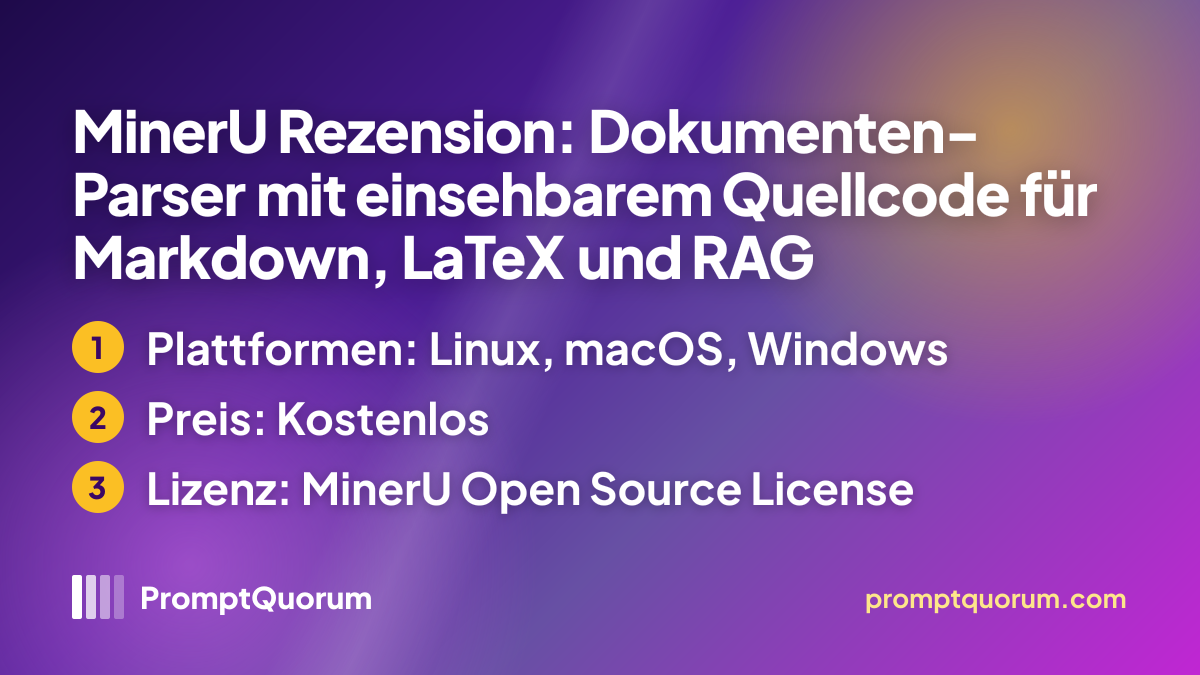 MinerU Rezension: Dokumenten-
Parser mit einsehbarem Quellcode für
Markdown, LaTeX und RAG
1 Plattformen: Linux, macOS, Windows
2 Preis: Kostenlos
3 Lizenz: MinerU Open Source License
PromptQuorum
promptquorum.com